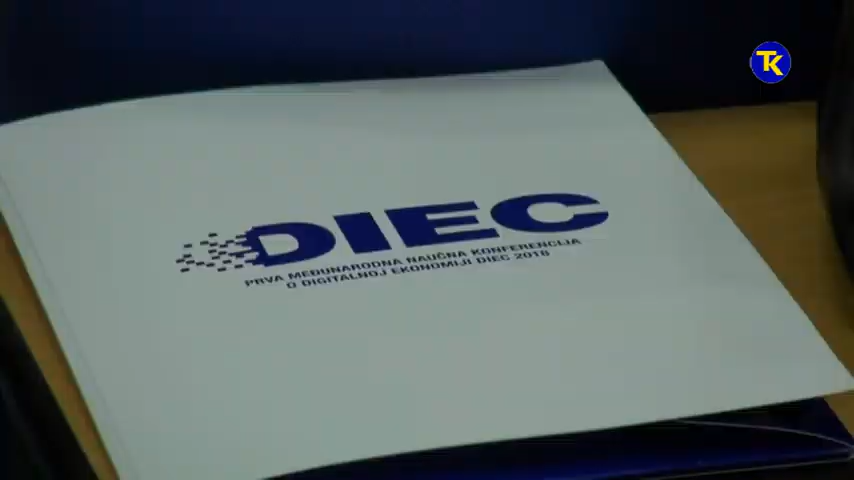 TK
DIEC
PRVA MEĐUNARODNA NAUČNA KONFERENCIJA
O DIGITALNOJ EKONOMIJI DIEC 2018